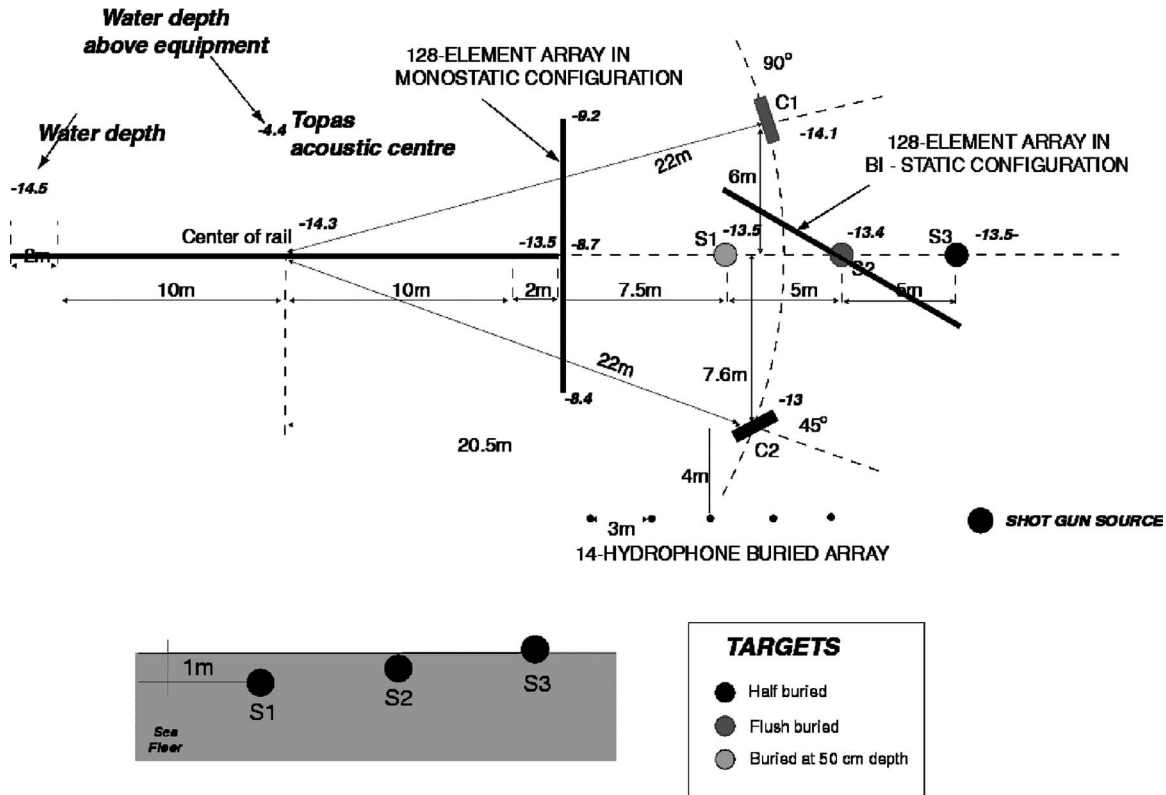 Water depth
above equipment
128-ELEMENT ARRAY IN
MONOSTATIC CONFIGURATION
90°
C1
-4.4
Topas
acoustic centre
-9.2
-14.1
128-ELEMENT ARRAY IN
BI - STATIC CONFIGURATION
Water depth
22m
6m
-14.5
-14.3
Center of rail
-13.5
-8.7
-13.5
S1
-13.4
S2
S3
-13.5-
2m
10m
10m
2m
7.5m
5m
5m
22m
7.6m
-8.4
-13
45°
C2
20.5m
4m
3m
SHOT GUN SOURCE
14-HYDROPHONE BURIED ARRAY
1m
S1
S2
S3
Sea
Floor
TARGETS
Half buried
Flush buried
Buried at 50 cm depth